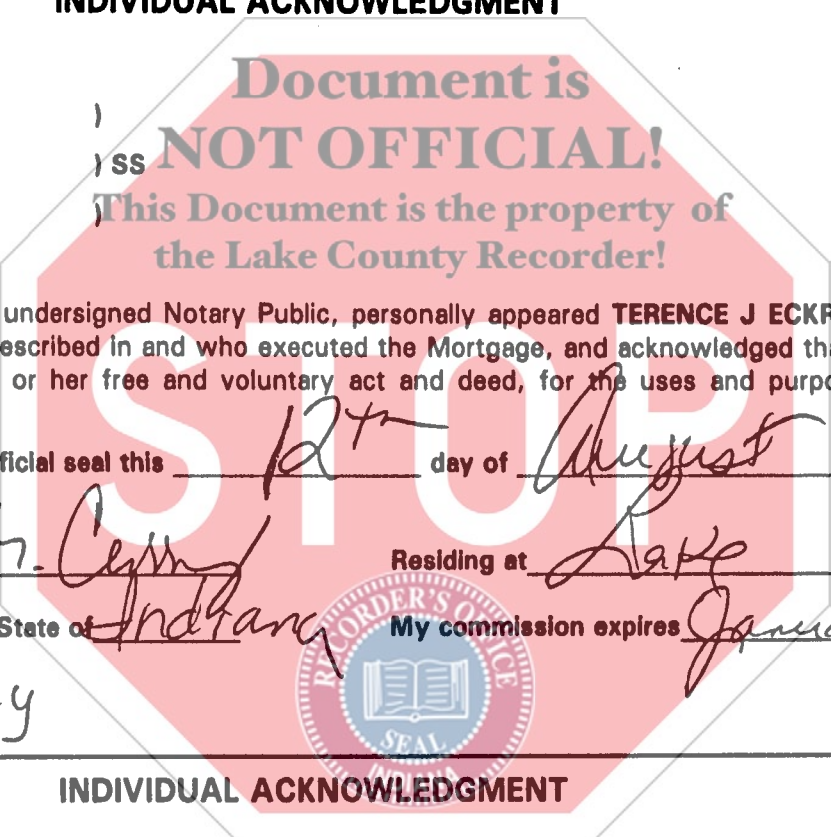 INDIVIDUAL ACKNOWLEDGMENT
Document is
)
NOT OFFICIAL!
) SS
This Document is the property of
)
the Lake County Recorder!
undersigned Notary Public, personally appeared TERENCE J ECKR
escribed in and who executed the Mortgage, and acknowledged tha
or her free and voluntary act and deed, for the uses and purpo
STOP
ficial seal this 12th day of August
Residing at Lake
State of Indiana My commission expires Janua
RECORDER'S OFFICE
SEAL
INDIANA
y
INDIVIDUAL ACKNOWLEDGMENT